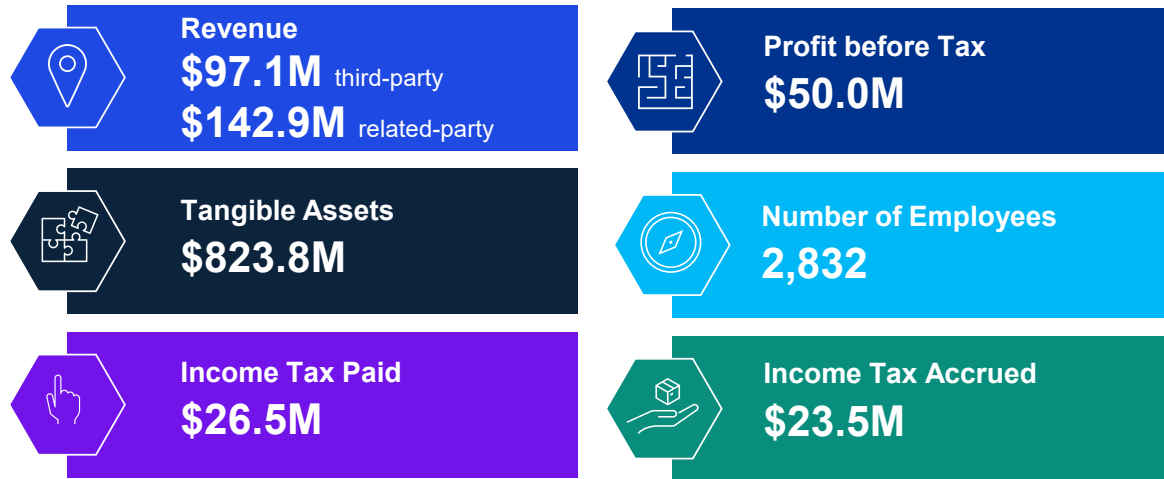 Revenue
$97.1M third-party
$142.9M related-party
Profit before Tax
$50.0M
Tangible Assets
$823.8M
Number of Employees
2,832
Income Tax Paid
$26.5M
Income Tax Accrued
$23.5M